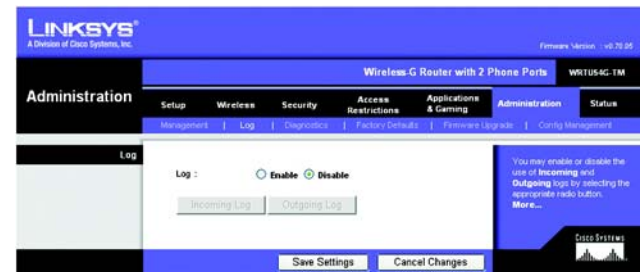 LINKSYS®
A Division of Cisco Systems, Inc.
Firmware Version : v0.70.05
Wireless-G Router with 2 Phone Ports WRTU54G-TM
Administration
Setup Wireless Security Access Restrictions Applications & Gaming Administration Status
Management | Log | Diagnostics | Factory Defaults | Firmware Upgrade | Config Management
Log
Log : Enable Disable
Incoming Log Outgoing Log
You may enable or disable the
use of Incoming and
Outgoing logs by selecting the
appropriate radio button.
More...
Save Settings Cancel Changes
CISCO SYSTEMS